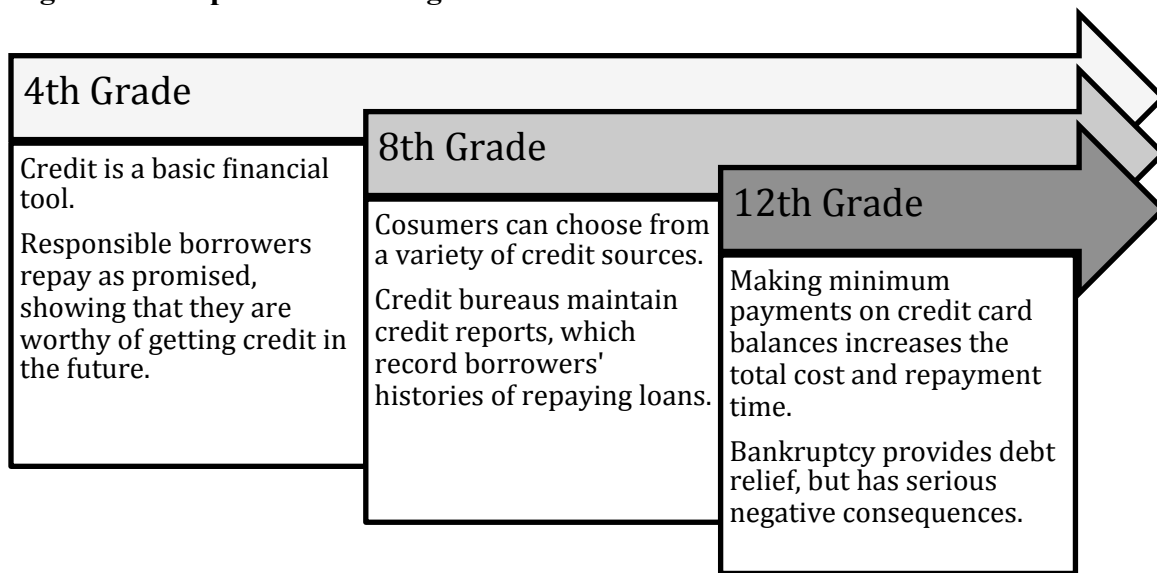 4th Grade
Credit is a basic financial
tool.
Responsible borrowers
repay as promised,
showing that they are
worthy of getting credit in
the future.
8th Grade
Cosumers can choose from
a variety of credit sources.
Credit bureaus maintain
credit reports, which
record borrowers'
histories of repaying loans.
12th Grade
Making minimum
payments on credit card
balances increases the
total cost and repayment
time.
Bankruptcy provides debt
relief, but has serious
negative consequences.